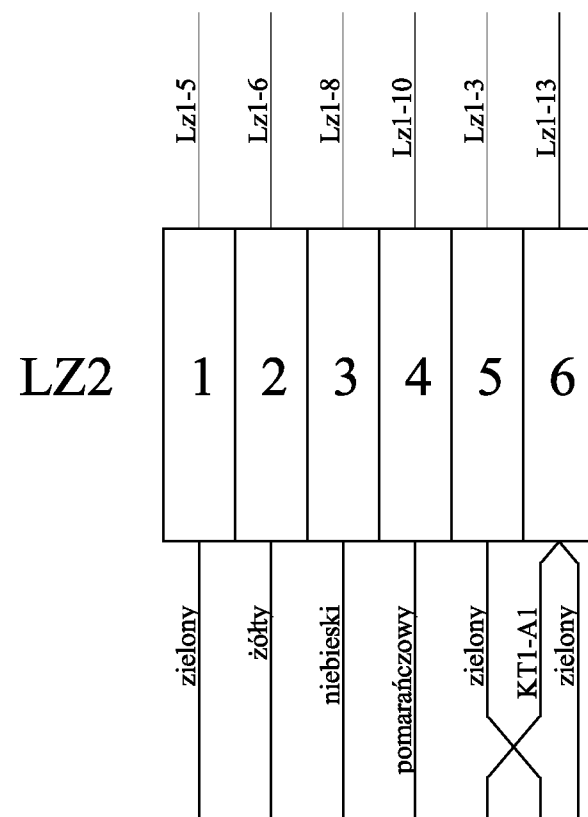 Lz1-5
Lz1-6
Lz1-8
Lz1-10
Lz1-3
Lz1-13
LZ2
1
2
3
4
5
6
zielony
żółty
niebieski
pomarańczowy
zielony
KT1-A1
zielony